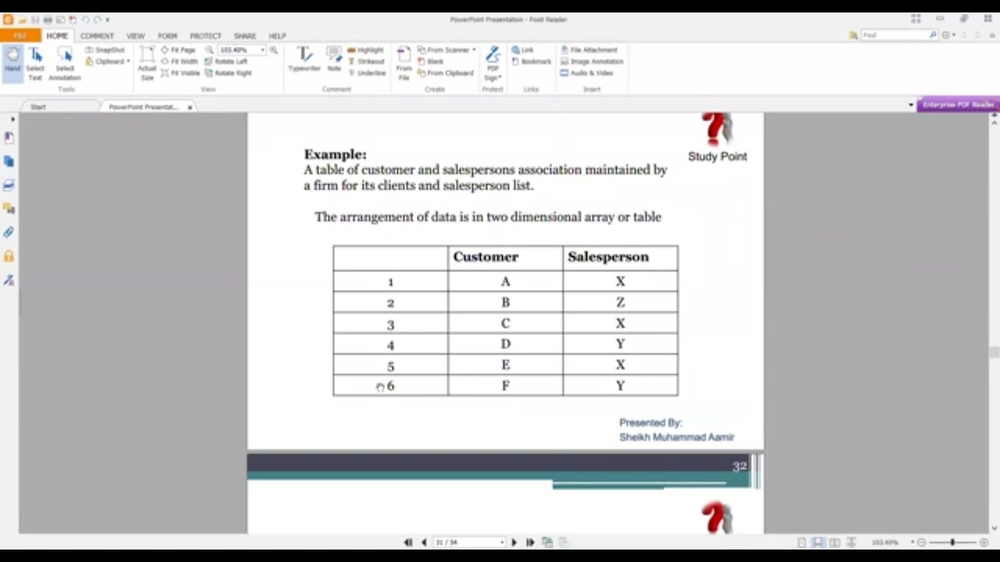 PowerPoint Presentation - Foxit Reader
FILE HOME COMMENT VIEW FORM PROTECT SHARE HELP
Find
Hand
Select Text
Select Annotation
SnapShot
Clipboard
Tools
Actual Size
Fit Page
Fit Width
Fit Visible
103.40%
Rotate Left
Rotate Right
View
Typewriter
Note
Highlight
Strikeout
Underline
Comment
From File
From Scanner
Blank
From Clipboard
Create
PDF Sign
Protect
Link
Bookmark
Links
File Attachment
Image Annotation
Audio & Video
Insert
Start
PowerPoint Presentat...
Enterprise PDF Reader
Study Point
Example:
A table of customer and salespersons association maintained by
a firm for its clients and salesperson list.
The arrangement of data is in two dimensional array or table
Customer Salesperson
1 A X
2 B Z
3 C X
4 D Y
5 E X
6 F Y
Presented By:
Sheikh Muhammad Aamir
32
31 / 54
103.40%